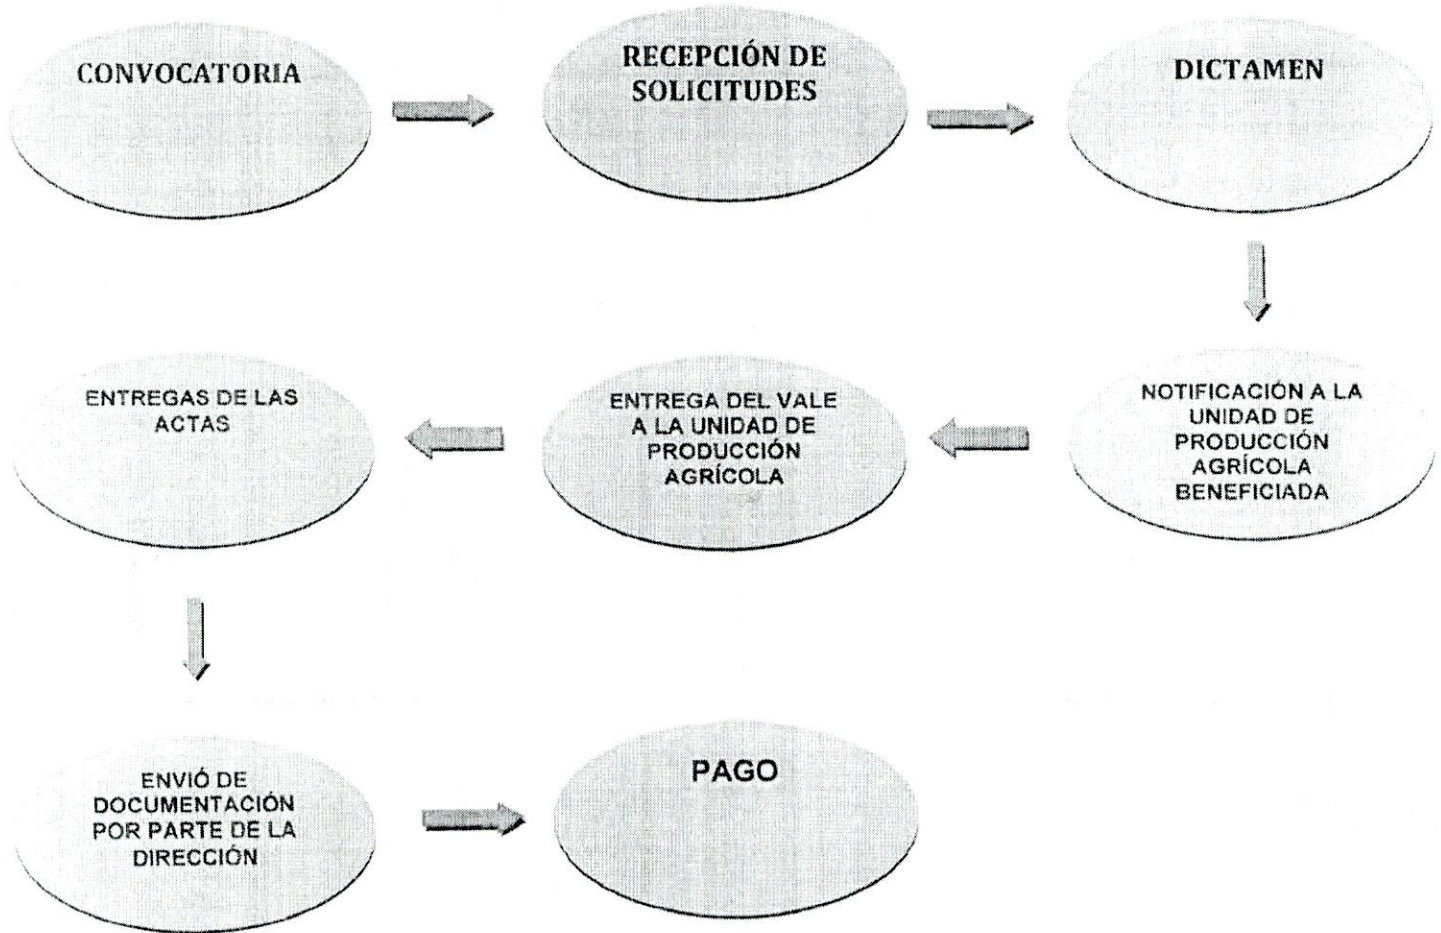 CONVOCATORIA
RECEPCIÓN DE
SOLICITUDES
DICTAMEN
NOTIFICACIÓN A LA
UNIDAD DE
PRODUCCIÓN
AGRÍCOLA
BENEFICIADA
ENTREGA DEL VALE
A LA UNIDAD DE
PRODUCCIÓN
AGRÍCOLA
ENTREGAS DE LAS
ACTAS
ENVIÓ DE
DOCUMENTACIÓN
POR PARTE DE LA
DIRECCIÓN
PAGO